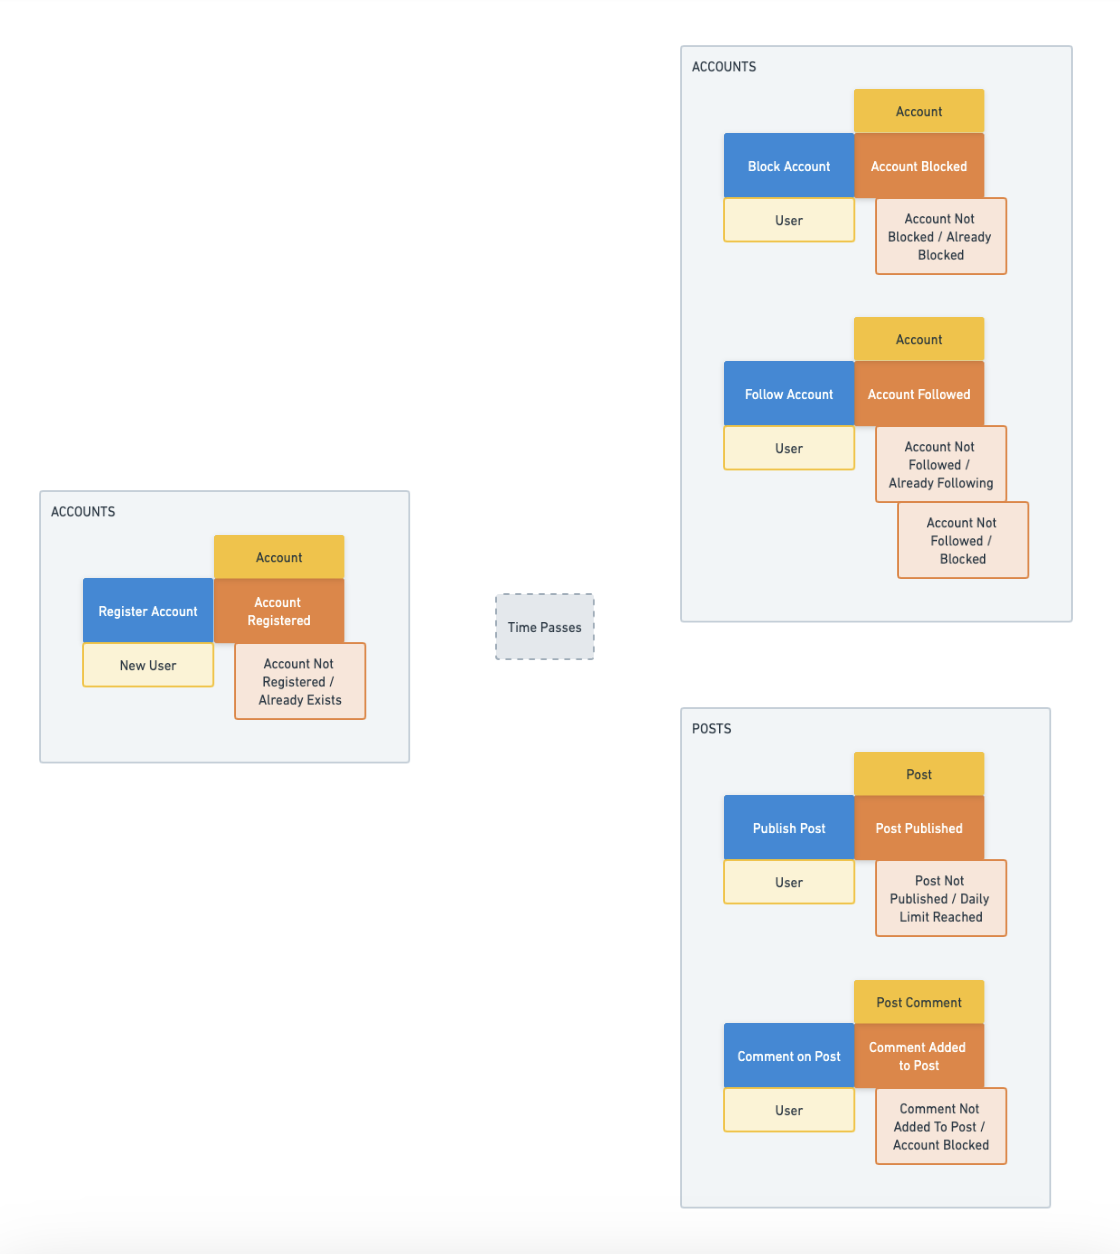 ACCOUNTS
Account
Register Account
Account
Registered
New User
Account Not
Registered /
Already Exists
Time Passes
ACCOUNTS
Account
Block Account
Account Blocked
User
Account Not
Blocked / Already
Blocked
Account
Follow Account
Account Followed
User
Account Not
Followed /
Already Following
Account Not
Followed /
Blocked
POSTS
Post
Publish Post
Post Published
User
Post Not
Published / Daily
Limit Reached
Post Comment
Comment on Post
Comment Added
to Post
User
Comment Not
Added To Post /
Account Blocked